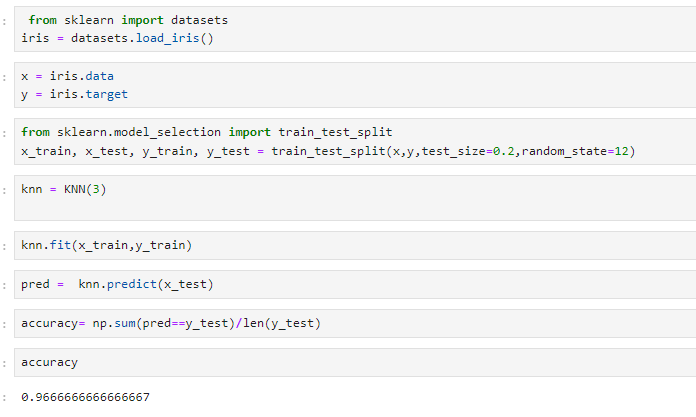 from sklearn import datasets
iris = datasets.load_iris()
x = iris.data
y = iris.target
from sklearn.model_selection import train_test_split
x_train, x_test, y_train, y_test = train_test_split(x,y,test_size=0.2,random_state=12)
knn = KNN(3)
knn.fit(x_train,y_train)
pred =  knn.predict(x_test)
accuracy= np.sum(pred==y_test)/len(y_test)
accuracy
0.9666666666666667